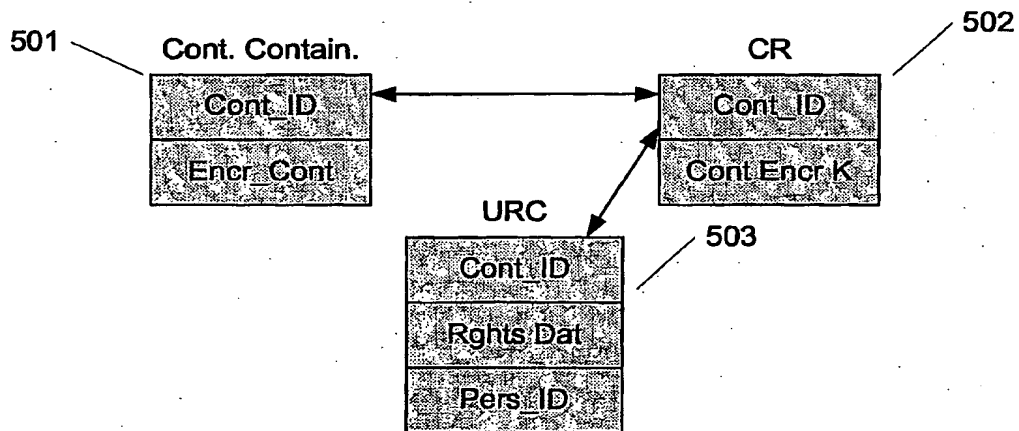 501
Cont. Contain.
Cont_ID
Encr_Cont
CR
502
Cont_ID
Cont Encr K
URC
503
Cont_ID
Rghts Dat
Pers_ID